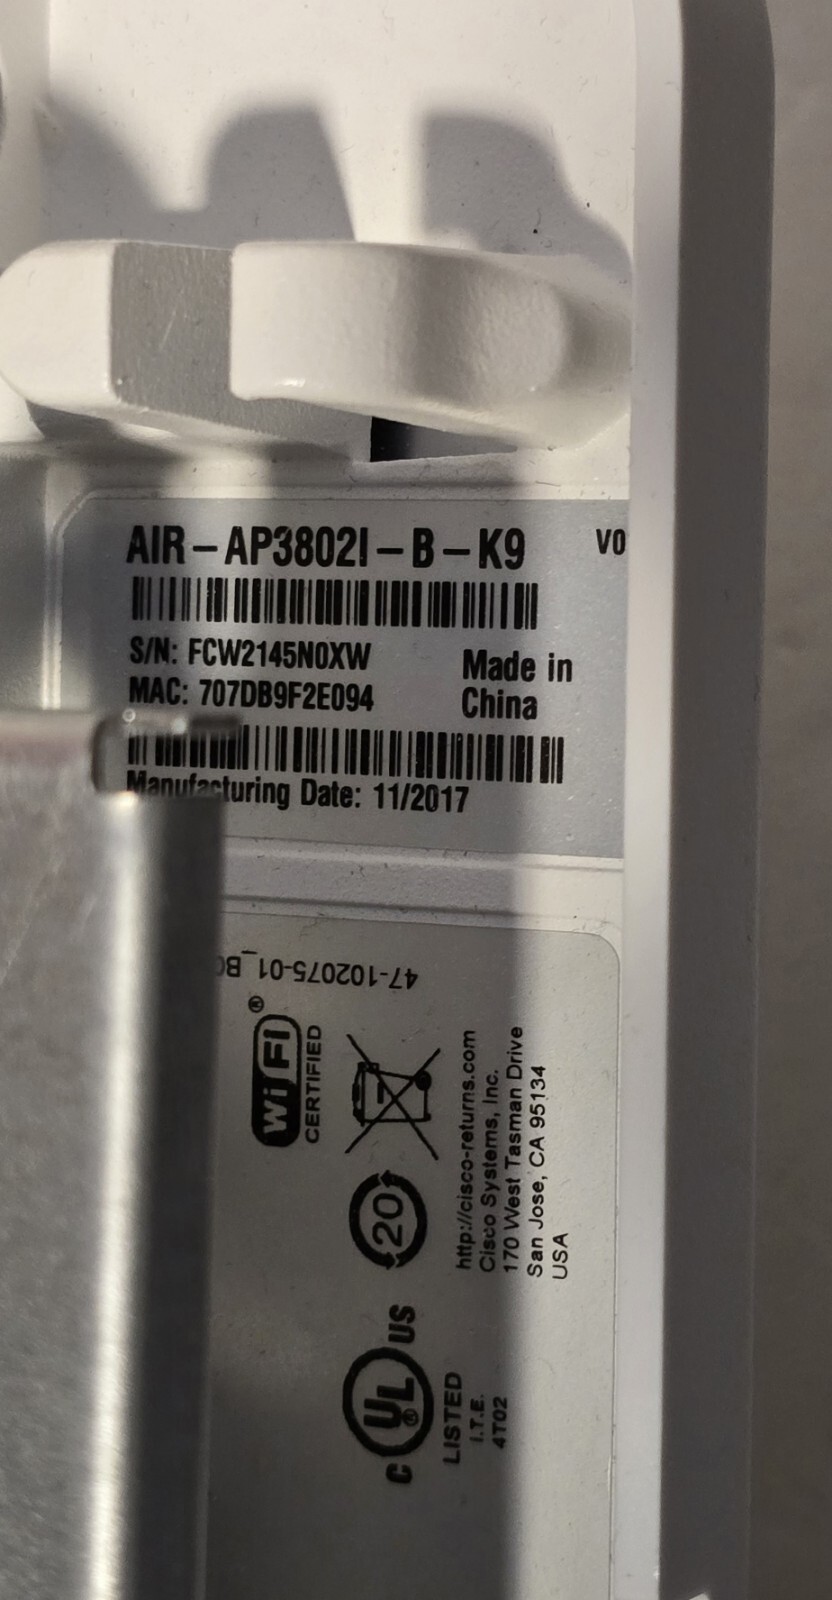 AIR-AP3802I-B-K9 V0
S/N: FCW2145N0XW
MAC: 707DB9F2E094
Made in
China
Manufacturing Date: 11/2017
47-102075-01_B
Wi Fi®
CERTIFIED
20
http://cisco-returns.com
Cisco Systems, Inc.
170 West Tasman Drive
San Jose, CA 95134
USA
C UL® US
LISTED
I.T.E.
4T02